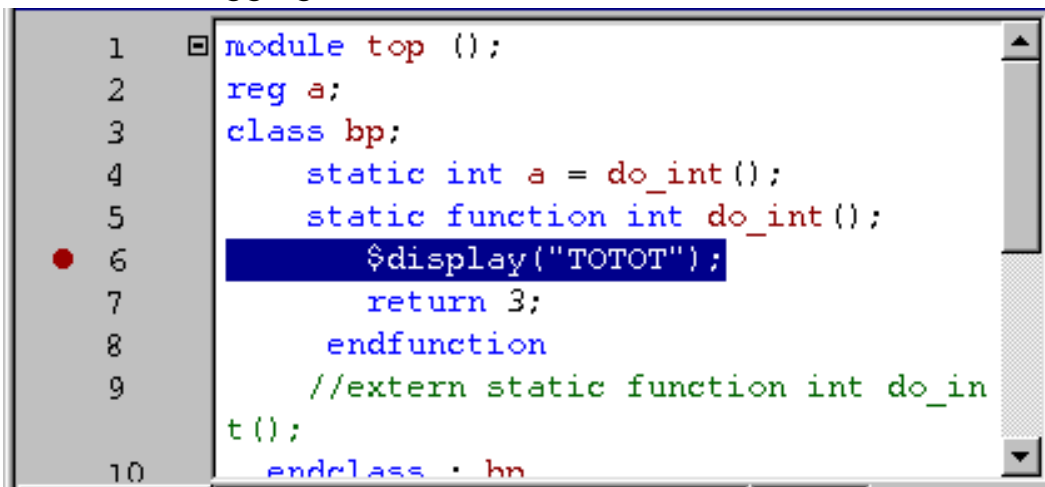 1 module top ();
2 reg a;
3 class bp;
4 static int a = do_int();
5 static function int do_int();
6 $display("TOTOT");
7 return 3;
8 endfunction
9 //extern static function int do_in
t();
10 endclass : bp